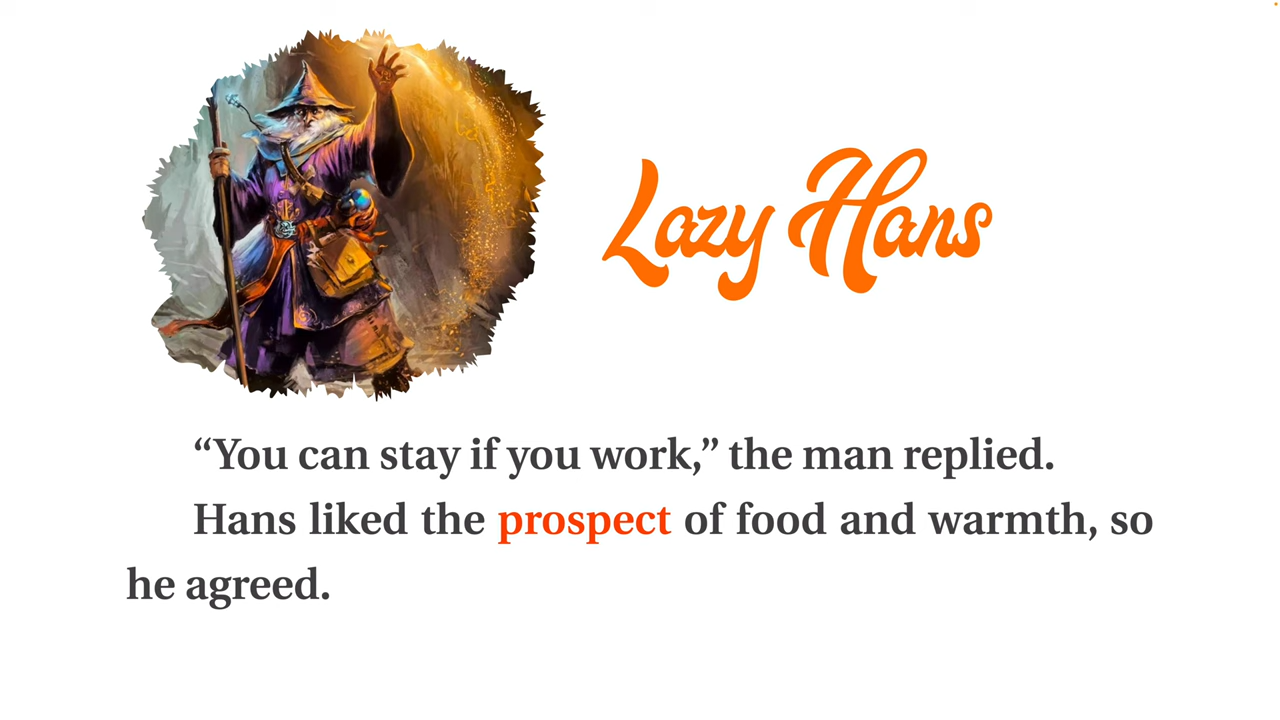 Lazy Hans
“You can stay if you work,” the man replied.
Hans liked the prospect of food and warmth, so
he agreed.